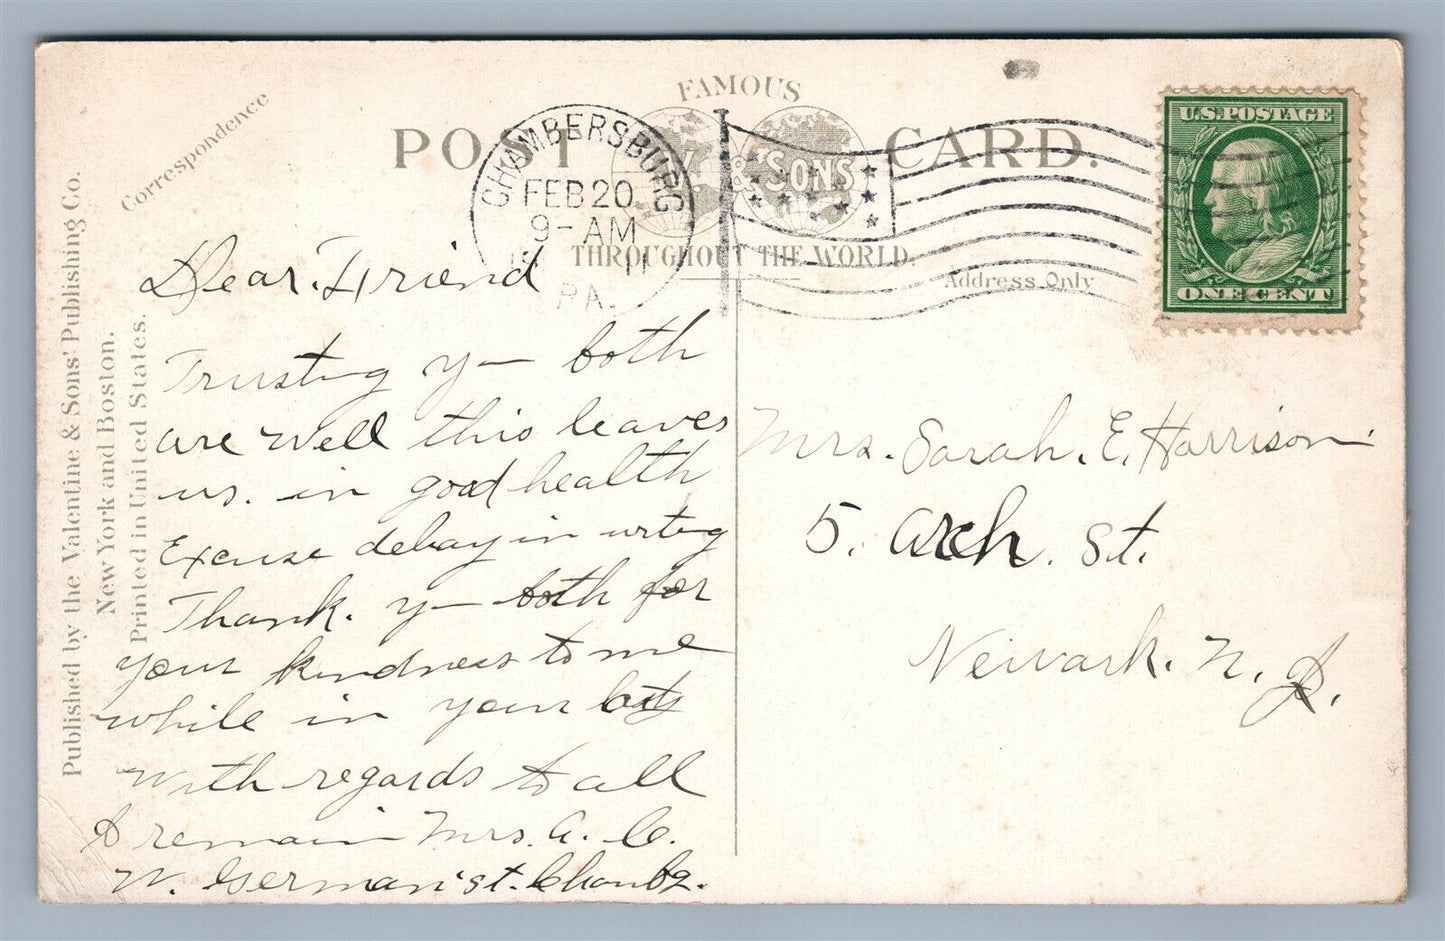 FAMOUS
POST CARD.
'SONS
THROUGHOUT THE WORLD.
Correspondence
Address Only
Published by the Valentine & Sons' Publishing Co.
New York and Boston.
Printed in United States.
CHAMBERSBURG
FEB 20
9-AM
11
PA.
U.S. POSTAGE
ONE CENT
Dear. Friend
Trusting y— both
are well this leaves
us. in good health
Excuse delay in writing
Thank. y— both for
your kindness to me
while in your
with regards to all
I remain Mrs. A. C.
W. German st. Chambg.
Mrs. Sarah. E. Harrison
5. Arch. St.
Newark. N. J.